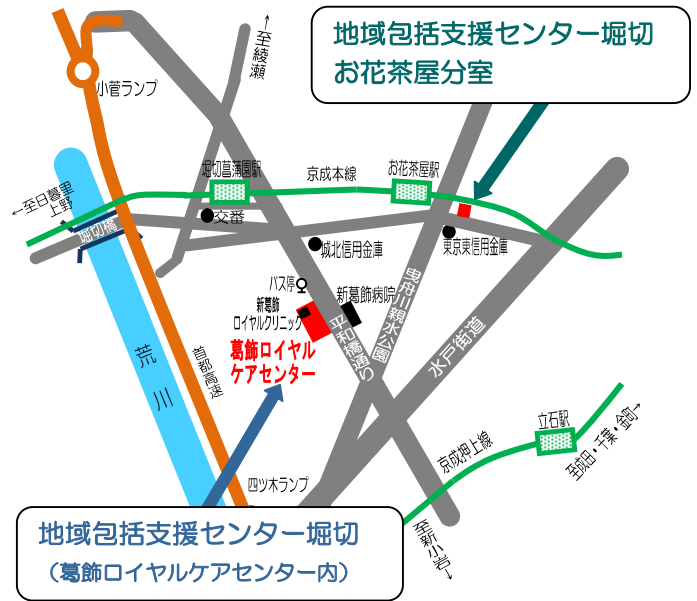 地域包括支援センター堀切
お花茶屋分室
↑至綾瀬
小菅ランプ
堀切菖蒲園駅
京成本線
お花茶屋駅
←至日暮里
上野
堀切橋
交番
城北信用金庫
東京東信用金庫
バス停
新葛飾病院
曳舟川親水公園
新葛飾
ロイヤルクリニック
葛飾ロイヤル
ケアセンター
平和橋通り
水戸街道
荒川
首都高速
立石駅
京成押上線
至成田・千葉・金町→
四ツ木ランプ
至新小岩→
地域包括支援センター堀切
（葛飾ロイヤルケアセンター内）